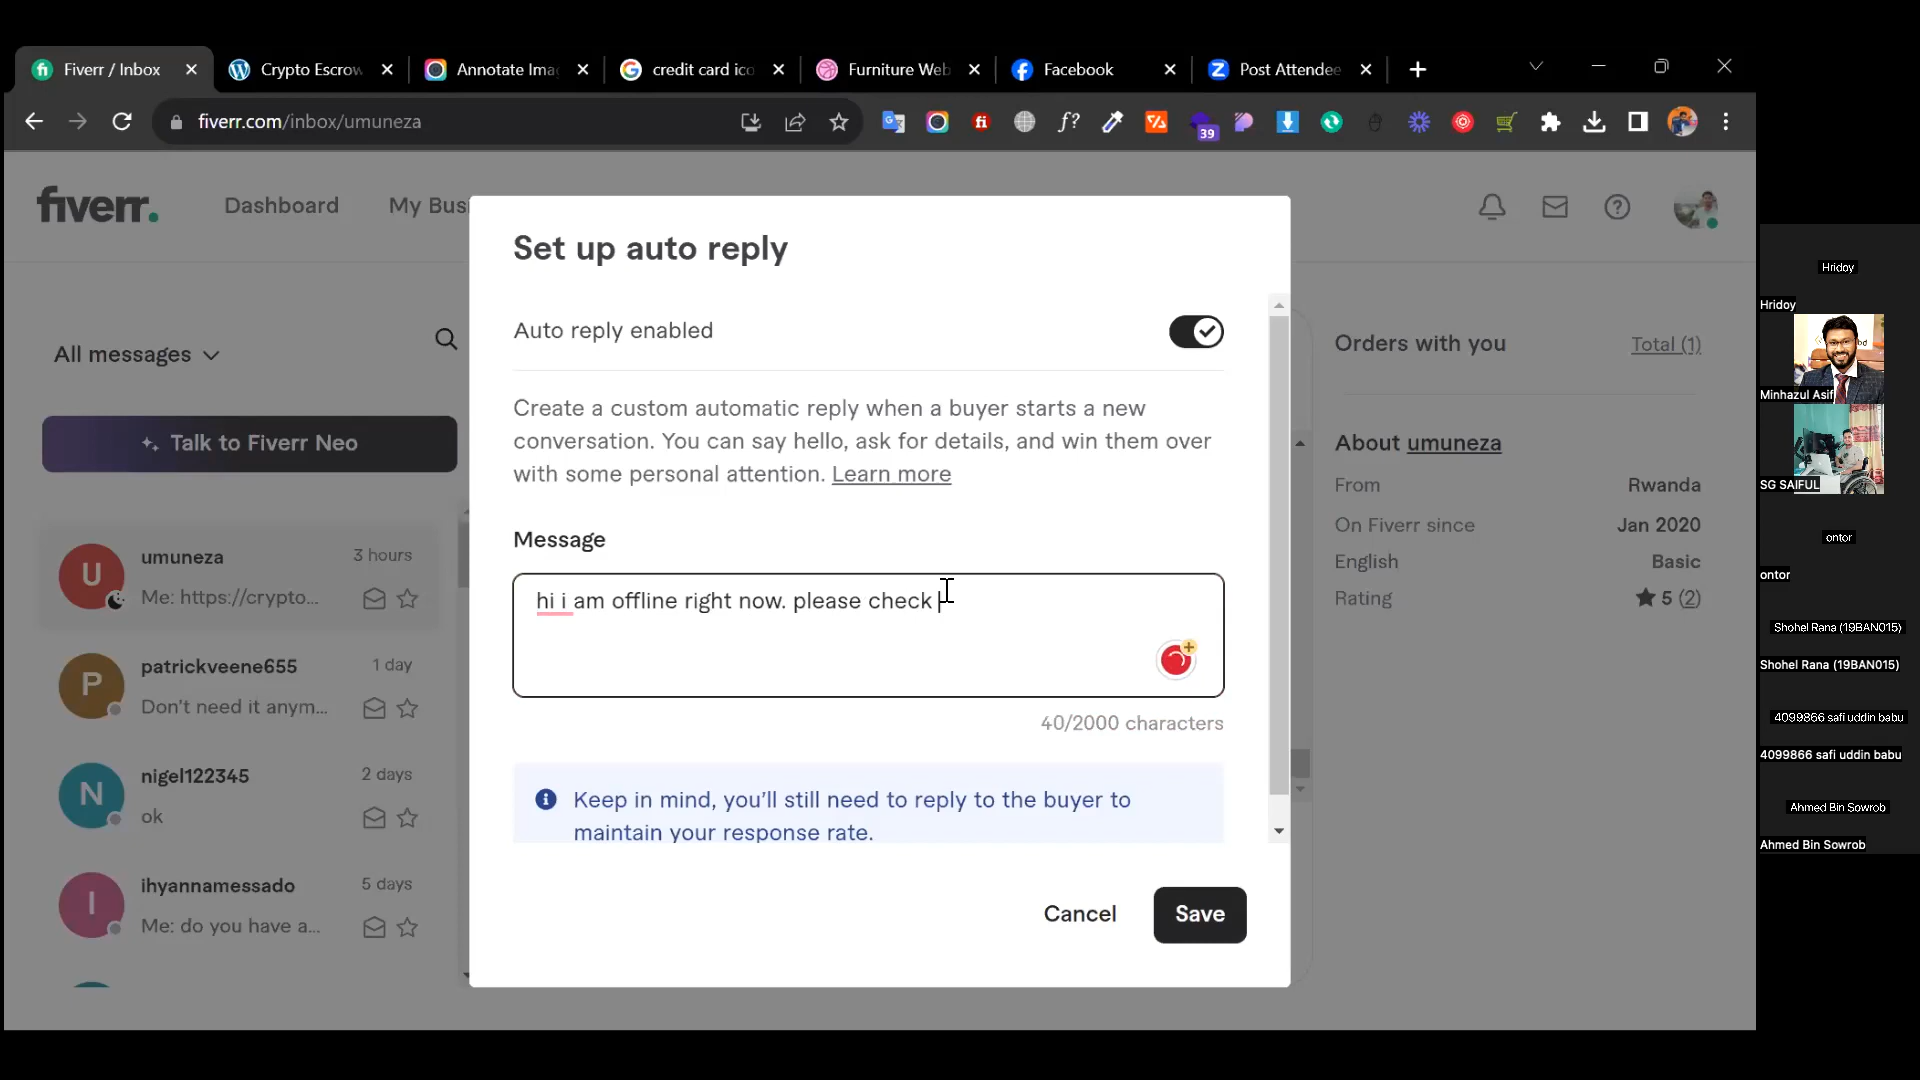 Fiverr / Inbox
Crypto Escrow
Annotate Ima
credit card ico
Furniture Web
Facebook
Post Attendee
fiverr.com/inbox/umuneza
39
fiverr.
Dashboard
My Busi
All messages
Talk to Fiverr Neo
U
umuneza
3 hours
Me: https://crypto...
P
patrickveene655
1 day
Don't need it anym...
N
nigel122345
2 days
ok
I
ihyannamessado
5 days
Me: do you have a...
Set up auto reply
Auto reply enabled
Create a custom automatic reply when a buyer starts a new
conversation. You can say hello, ask for details, and win them over
with some personal attention. Learn more
Message
hi i am offline right now. please check
40/2000 characters
Keep in mind, you'll still need to reply to the buyer to
maintain your response rate.
Cancel
Save
Orders with you
Total (1)
About umuneza
From
Rwanda
On Fiverr since
Jan 2020
English
Basic
Rating
5 (2)
Hridoy
Hridoy
Minhazul Asif
SG SAIFUL
ontor
ontor
Shohel Rana (19BAN015)
Shohel Rana (19BAN015)
4099866 safi uddin babu
4099866 safi uddin babu
Ahmed Bin Sowrob
Ahmed Bin Sowrob